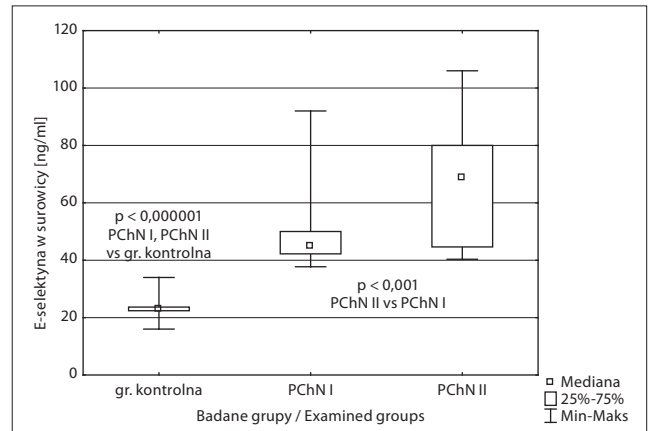 120
100
80
60
40
20
0
E-selektyna w surowicy [ng/ml]
p < 0,000001
PChN I, PChN II
vs gr. kontrolna
p < 0,001
PChN II vs PChN I
gr. kontrolna PChN I PChN II
Badane grupy / Examined groups
Mediana
25%-75%
Min-Maks